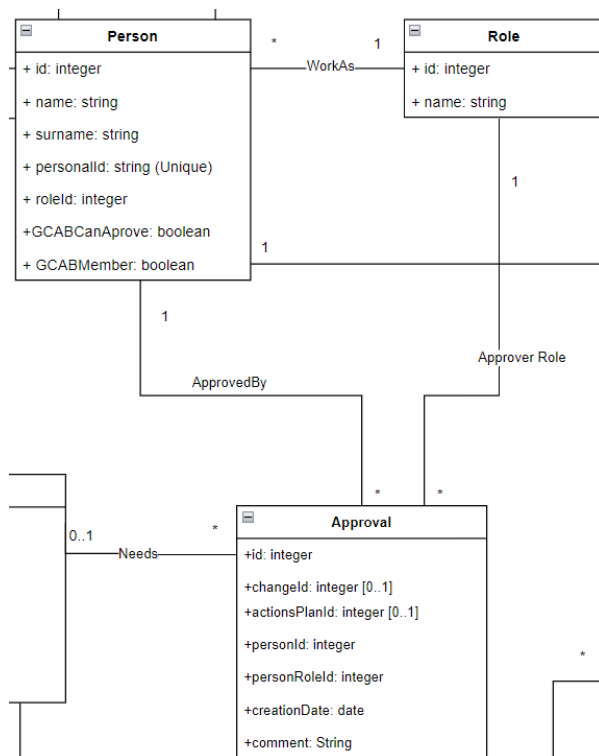 Person
+ id: integer
+ name: string
+ surname: string
+ personalId: string (Unique)
+ roleId: integer
+GCABCanAprove: boolean
+ GCABMember: boolean
*
1
WorkAs
Role
+ id: integer
+ name: string
1
1
1
Approver Role
ApprovedBy
*
*
0..1
*
Needs
Approval
+id: integer
+changeId: integer [0..1]
+actionsPlanId: integer [0..1]
+personId: integer
+personRoleId: integer
+creationDate: date
+comment: String
*